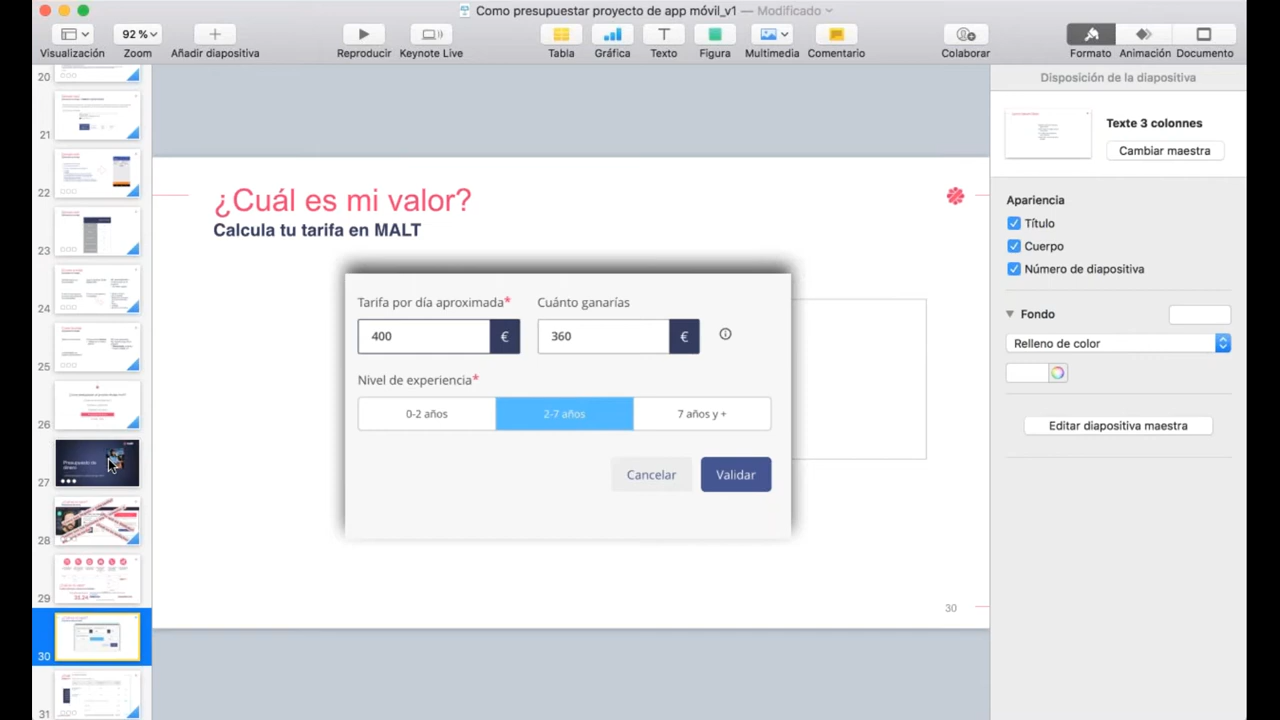 Como presupuestar proyecto de app móvil_v1 — Modificado
92 %
Visualización
Zoom
Añadir diapositiva
Reproducir
Keynote Live
Tabla
Gráfica
Texto
Figura
Multimedia
Comentario
Colaborar
Formato
Animación
Documento
20
21
22
23
24
25
26
27
28
29
30
31
¿Cuál es mi valor?
Calcula tu tarifa en MALT
Tarifa por día aproximada* Cuánto ganarías
400 € 360 €
Nivel de experiencia*
0-2 años 2-7 años 7 años y +
Cancelar Validar
30
Disposición de la diapositiva
Texte 3 colonnes
Cambiar maestra
Apariencia
Título
Cuerpo
Número de diapositiva
Fondo
Relleno de color
Editar diapositiva maestra